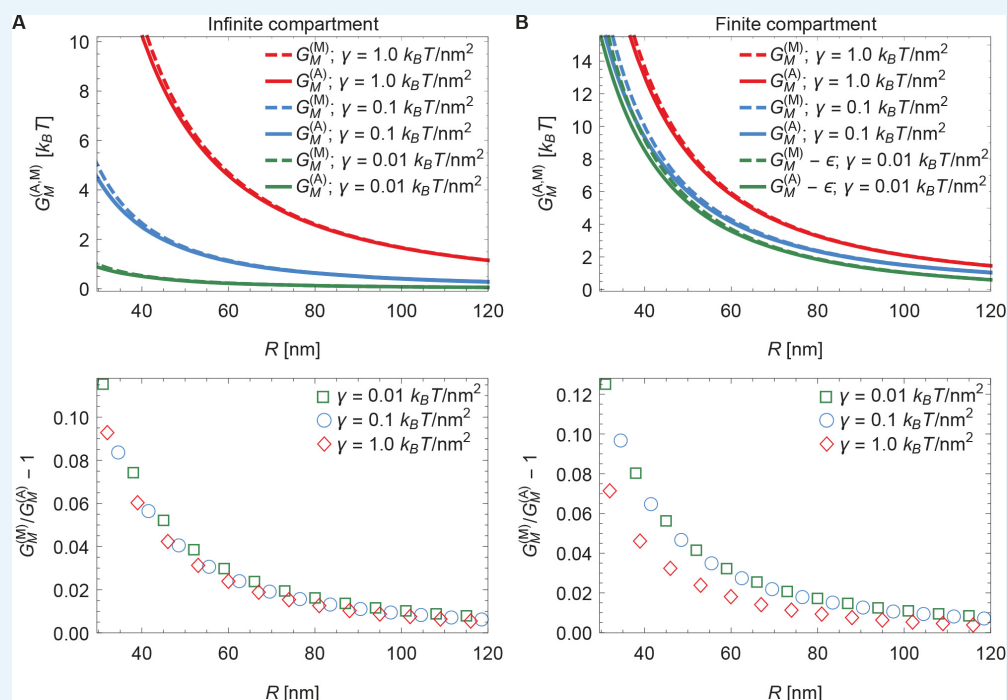 A
Infinite compartment
G_M^(A,M) [k_B T]
10
8
6
4
2
0
G_M^(M); γ = 1.0 k_BT/nm²
G_M^(A); γ = 1.0 k_BT/nm²
G_M^(M); γ = 0.1 k_BT/nm²
G_M^(A); γ = 0.1 k_BT/nm²
G_M^(M); γ = 0.01 k_BT/nm²
G_M^(A); γ = 0.01 k_BT/nm²
40 60 80 100 120
R [nm]
B
Finite compartment
G_M^(A,M) [k_B T]
14
12
10
8
6
4
2
0
G_M^(M); γ = 1.0 k_BT/nm²
G_M^(A); γ = 1.0 k_BT/nm²
G_M^(M); γ = 0.1 k_BT/nm²
G_M^(A); γ = 0.1 k_BT/nm²
G_M^(M) − ϵ; γ = 0.01 k_BT/nm²
G_M^(A) − ϵ; γ = 0.01 k_BT/nm²
40 60 80 100 120
R [nm]
G_M^(M)/G_M^(A) − 1
0.10
0.08
0.06
0.04
0.02
0.00
γ = 0.01 k_BT/nm²
γ = 0.1 k_BT/nm²
γ = 1.0 k_BT/nm²
40 60 80 100 120
R [nm]
G_M^(M)/G_M^(A) − 1
0.12
0.10
0.08
0.06
0.04
0.02
0.00
γ = 0.01 k_BT/nm²
γ = 0.1 k_BT/nm²
γ = 1.0 k_BT/nm²
40 60 80 100 120
R [nm]